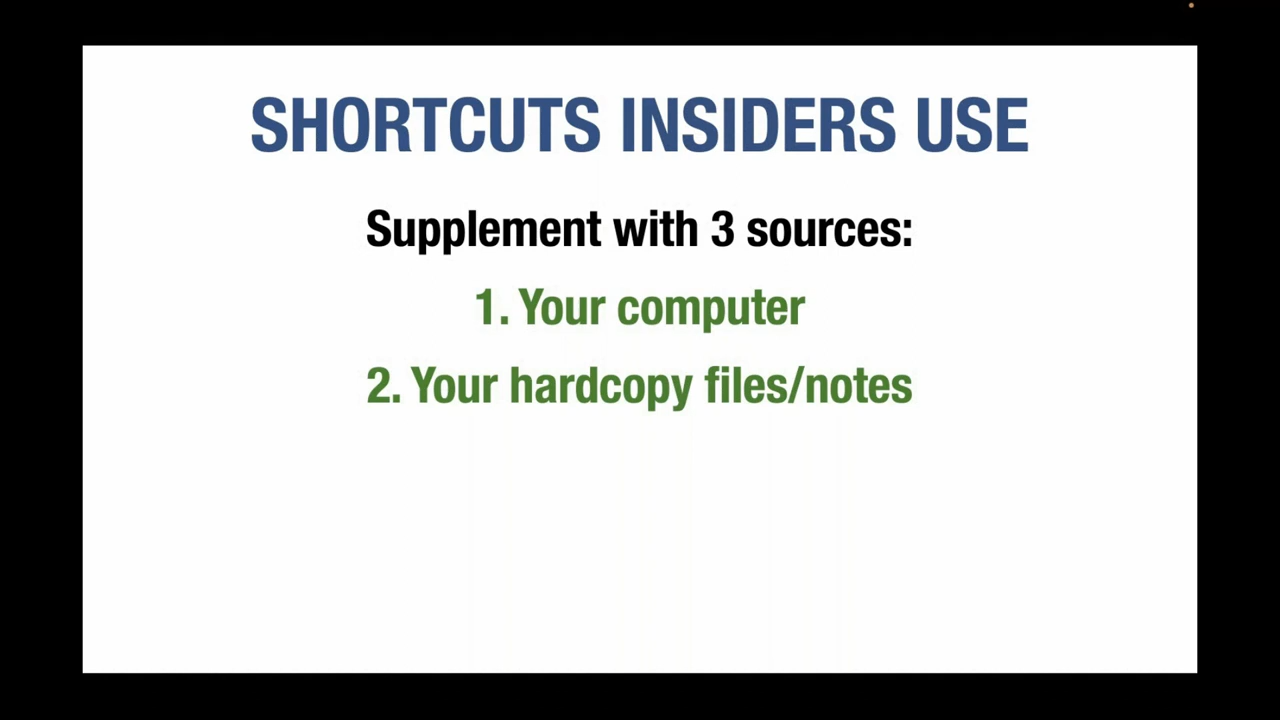 SHORTCUTS INSIDERS USE
Supplement with 3 sources:
1. Your computer
2. Your hardcopy files/notes